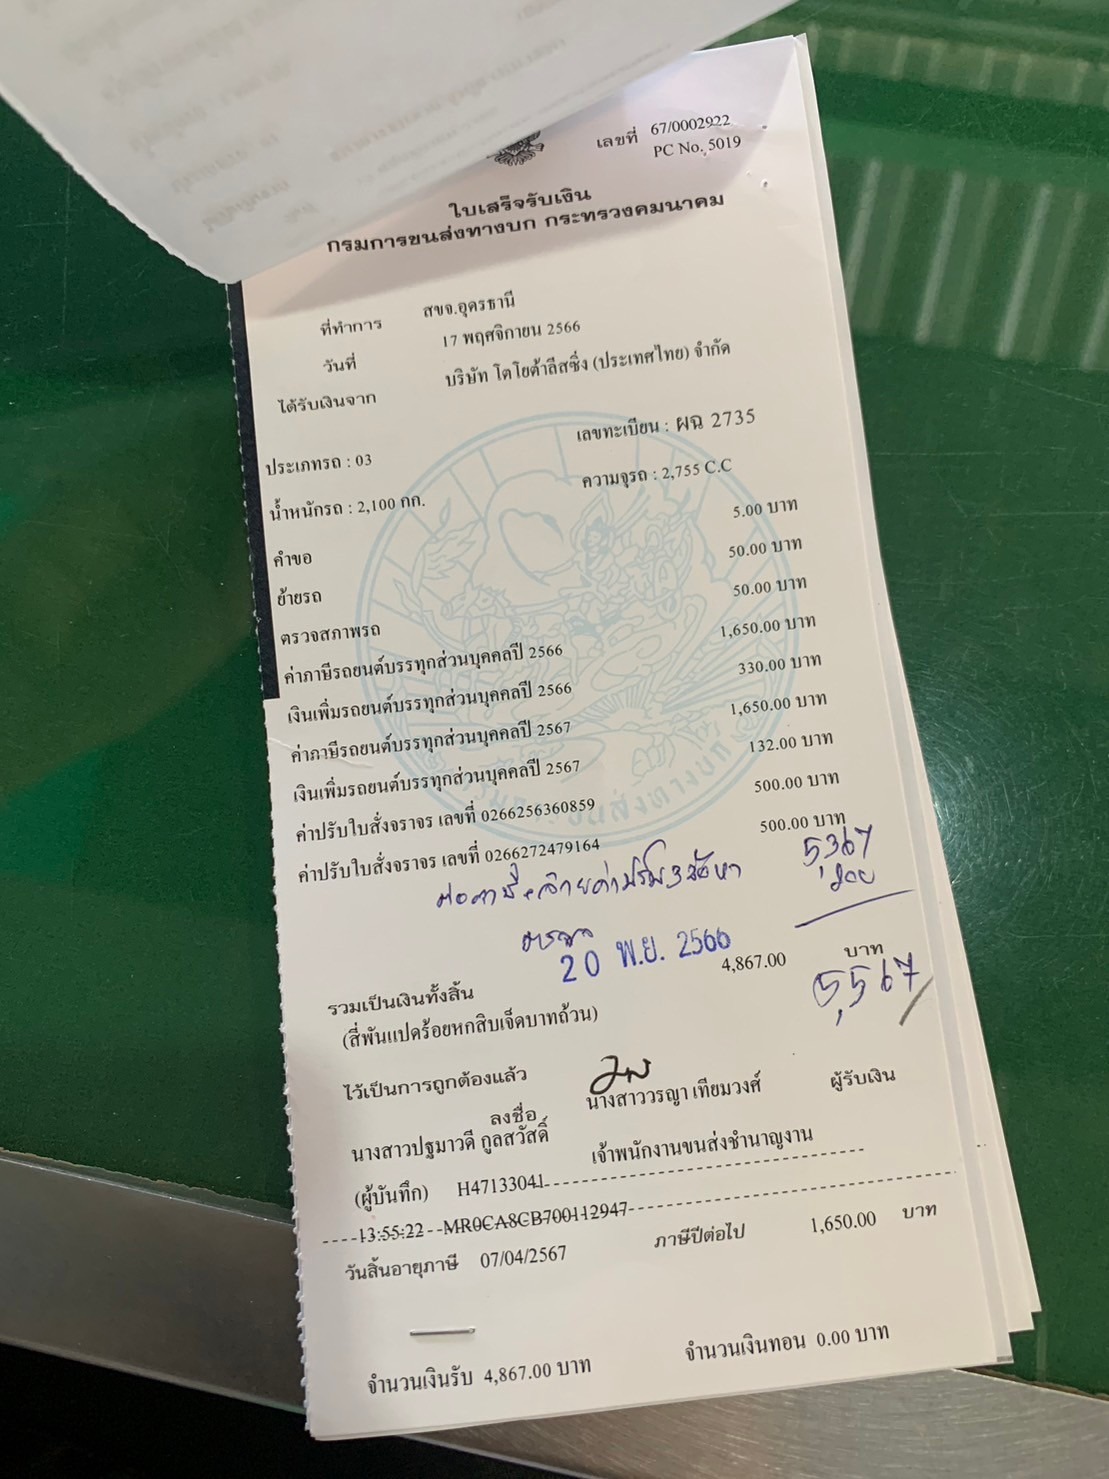 เลขที่ 67/0002922
PC No. 5019
ใบเสร็จรับเงิน
กรมการขนส่งทางบก กระทรวงคมนาคม
ที่ทำการ สขจ.อุดรธานี
วันที่ 17 พฤศจิกายน 2566
ได้รับเงินจาก บริษัท โตโยต้าลีสซิ่ง (ประเทศไทย) จำกัด
ประเภทรถ : 03 เลขทะเบียน : ผฉ 2735
น้ำหนักรถ : 2,100 กก. ความจุรถ : 2,755 C.C
คำขอ 5.00 บาท
ย้ายรถ 50.00 บาท
ตรวจสภาพรถ 50.00 บาท
ค่าภาษีรถยนต์บรรทุกส่วนบุคคลปี 2566 1,650.00 บาท
เงินเพิ่มรถยนต์บรรทุกส่วนบุคคลปี 2566 330.00 บาท
ค่าภาษีรถยนต์บรรทุกส่วนบุคคลปี 2567 1,650.00 บาท
เงินเพิ่มรถยนต์บรรทุกส่วนบุคคลปี 2567 132.00 บาท
ค่าปรับใบสั่งจราจร เลขที่ 0266256360859 500.00 บาท
ค่าปรับใบสั่งจราจร เลขที่ 0266272479164 500.00 บาท
5,367
20 พ.ย. 2566
รวมเป็นเงินทั้งสิ้น 4,867.00 บาท
(สี่พันแปดร้อยหกสิบเจ็ดบาทถ้วน)
5,567
ไว้เป็นการถูกต้องแล้ว
ลงชื่อ นางสาววรญา เทียมวงศ์ ผู้รับเงิน
นางสาวปฐมาวดี กูลสวัสดิ์ เจ้าพนักงานขนส่งชำนาญงาน
(ผู้บันทึก) H47133041
13:55:22 MR0CA8CB700112947
วันสิ้นอายุภาษี 07/04/2567 ภาษีปีต่อไป 1,650.00 บาท
จำนวนเงินรับ 4,867.00 บาท จำนวนเงินทอน 0.00 บาท